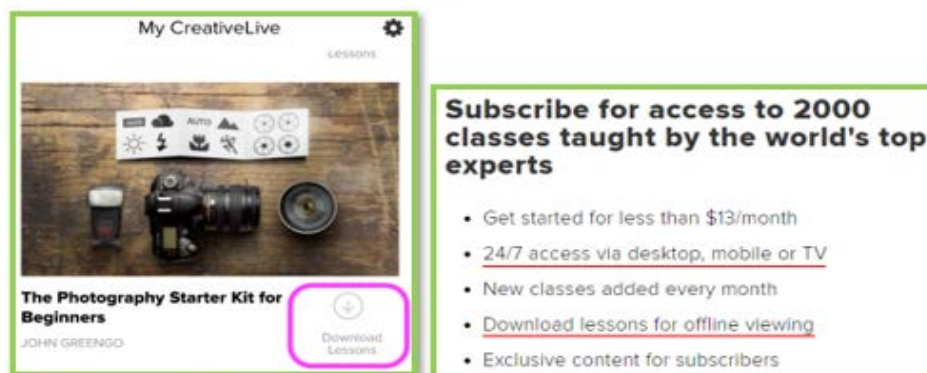 My CreativeLive
Lessons
AUTO
The Photography Starter Kit for
Beginners
JOHN GREENGO
Download
Lessons
Subscribe for access to 2000
classes taught by the world's top
experts
• Get started for less than $13/month
• 24/7 access via desktop, mobile or TV
• New classes added every month
• Download lessons for offline viewing
• Exclusive content for subscribers